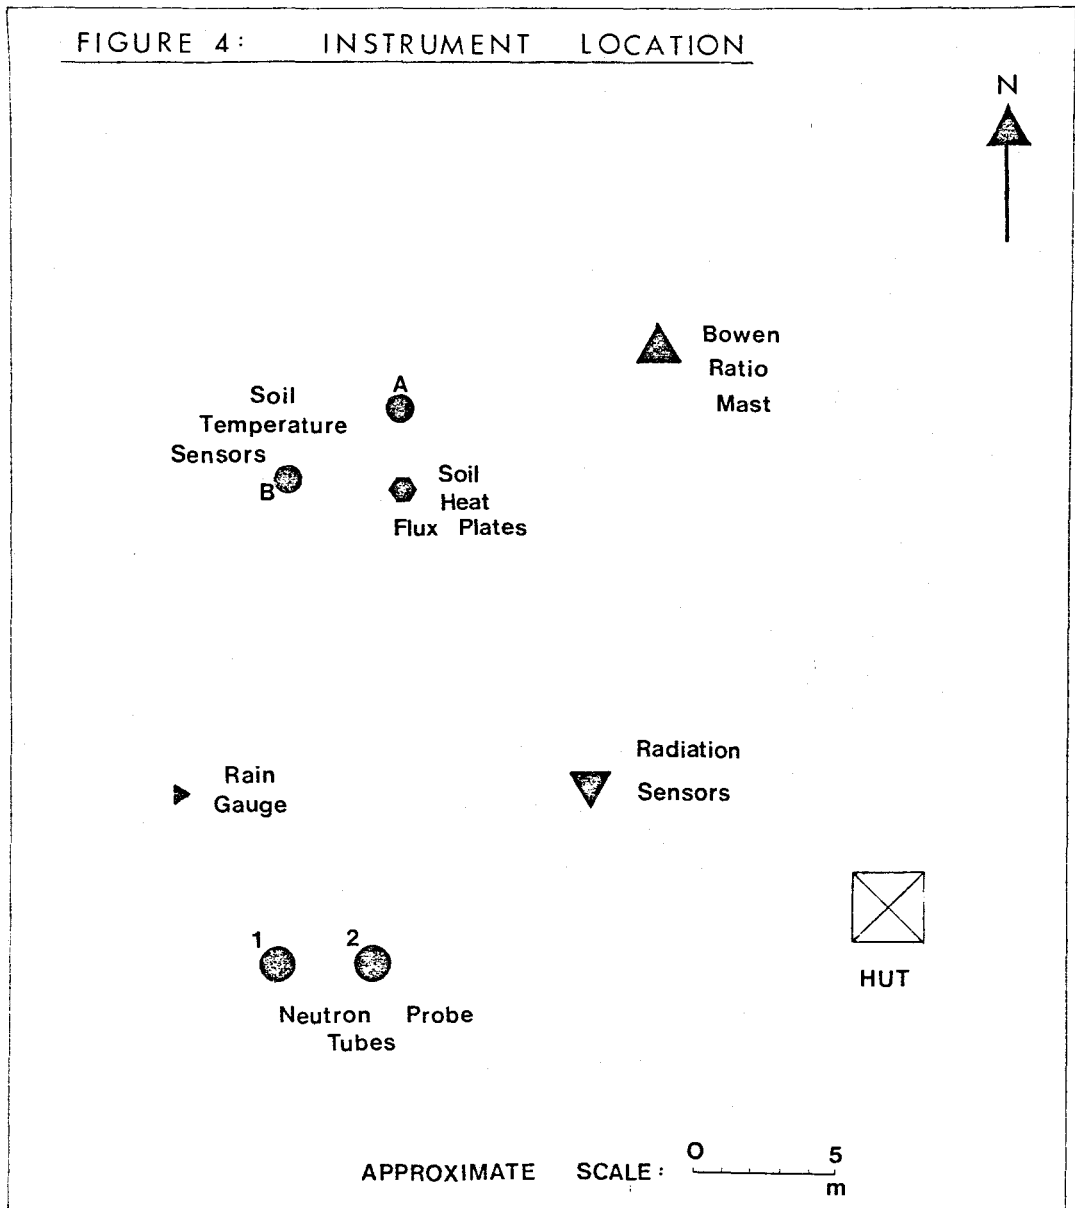 FIGURE 4: INSTRUMENT LOCATION
N
Bowen
Ratio
Mast
A
Soil
Temperature
Sensors
B
Soil
Heat
Flux Plates
Radiation
Sensors
Rain
Gauge
1 2
Neutron Probe
Tubes
HUT
APPROXIMATE SCALE: 0 5
m